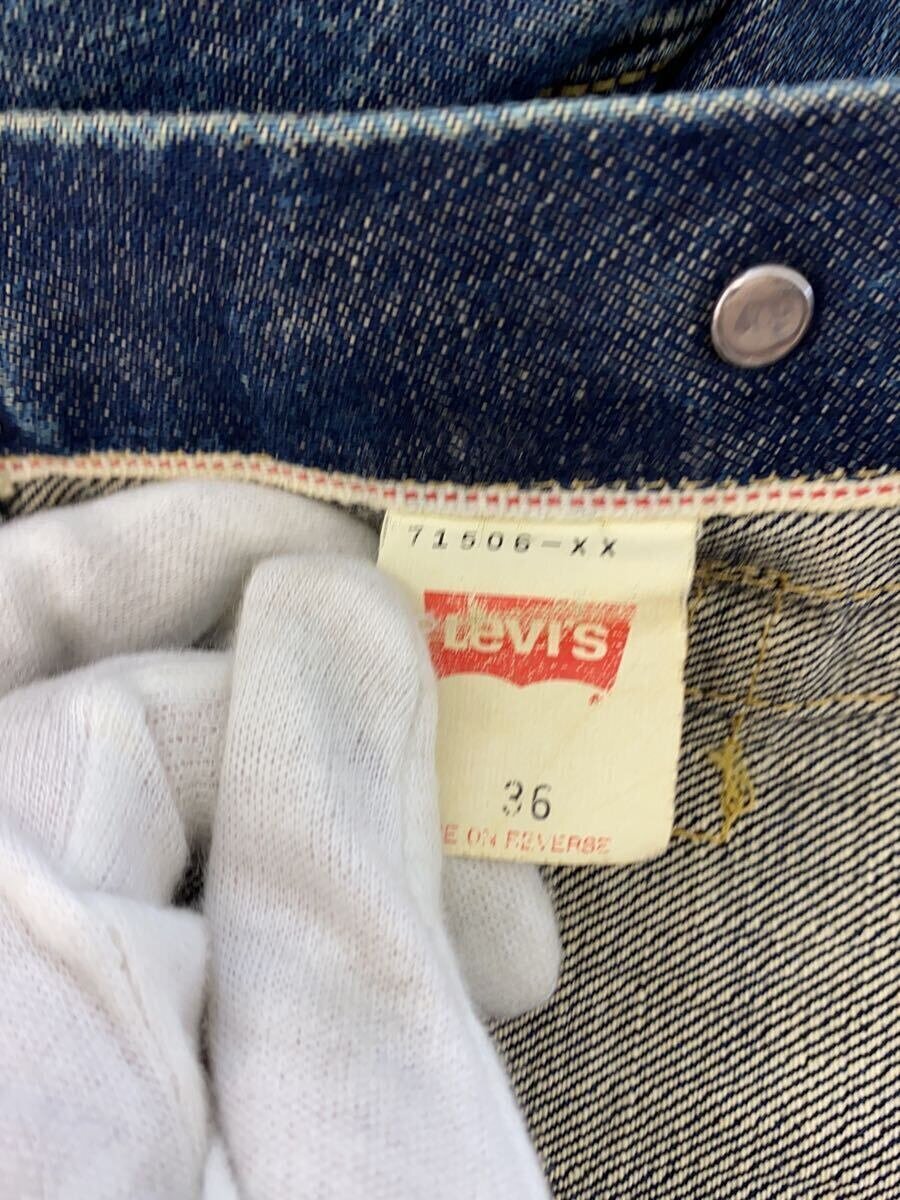 71506-XX
Levi's
®
36
E ON REVERSE